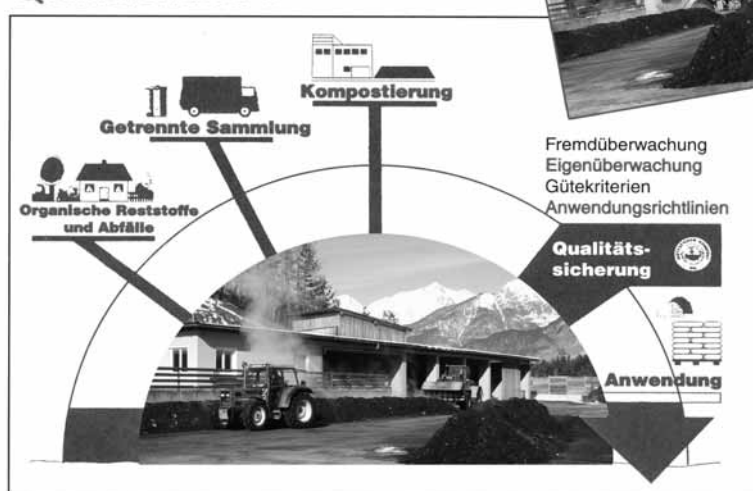 Kompostierung
Getrennte Sammlung
Organische Reststoffe
und Abfälle
Fremdüberwachung
Eigenüberwachung
Gütekriterien
Anwendungsrichtlinien
Qualitäts-
sicherung
Anwendung